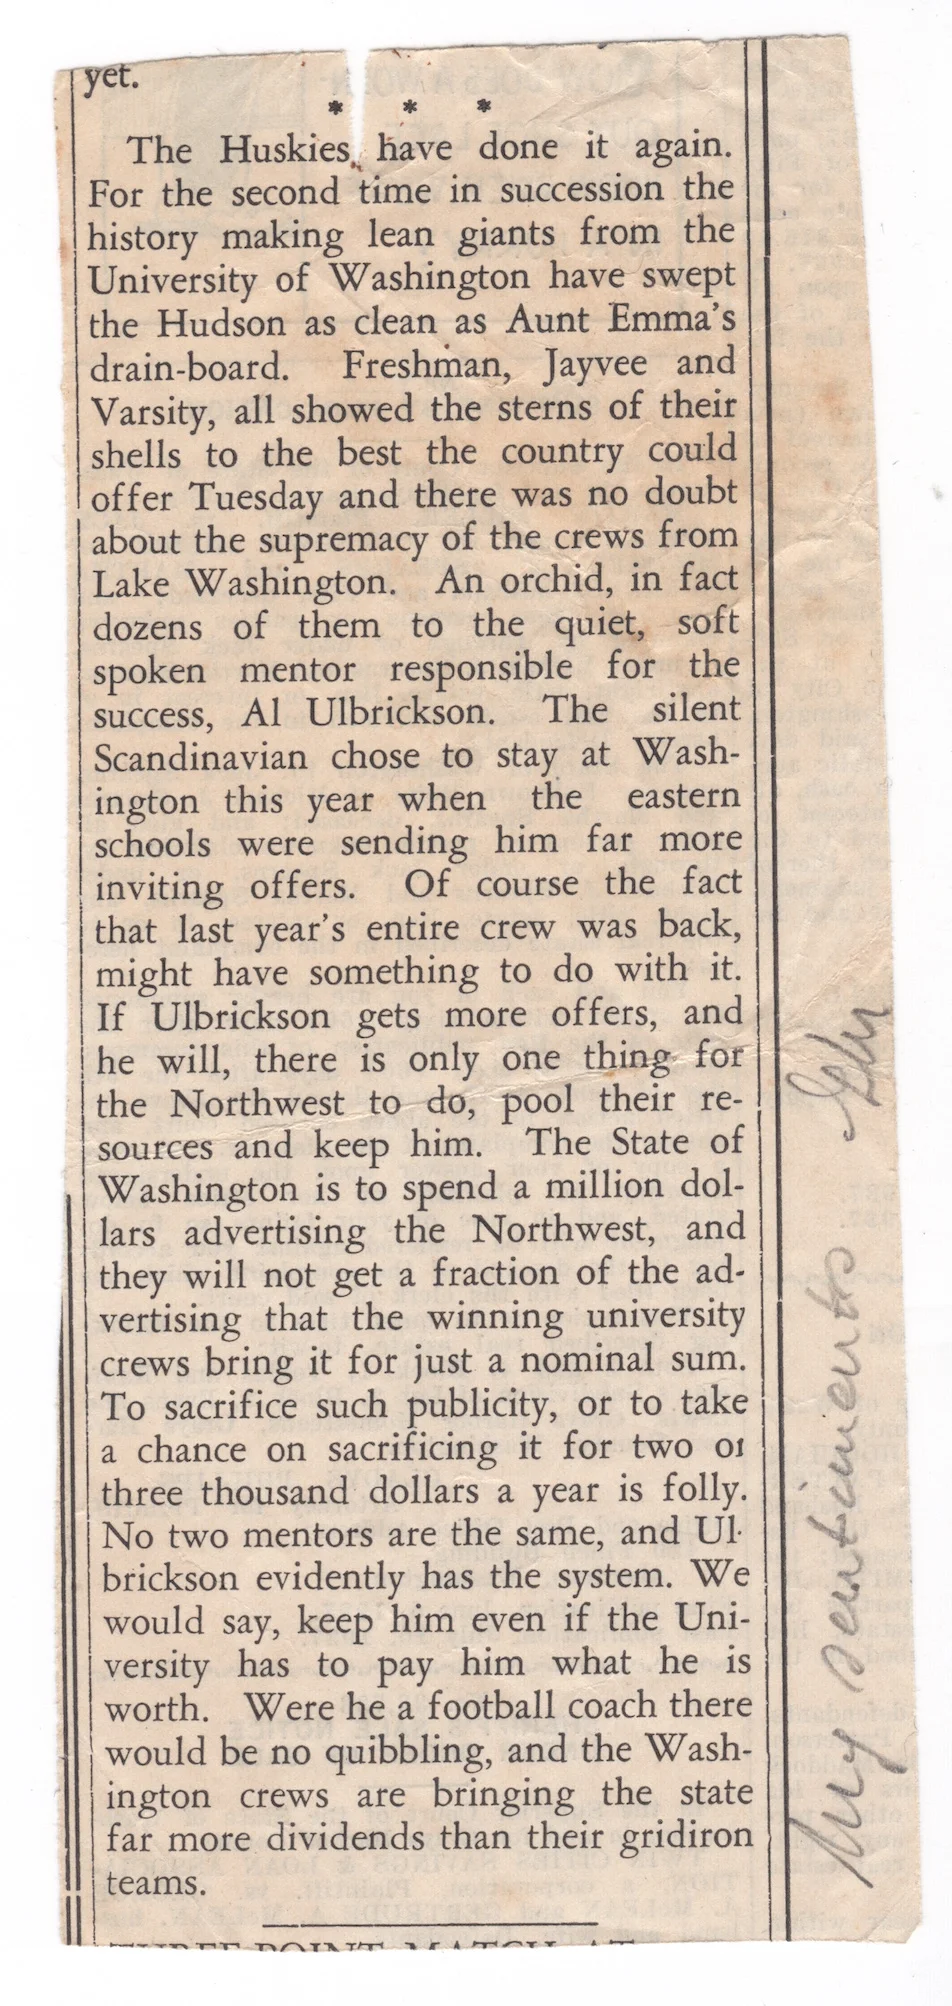 yet.
* * *
The Huskies have done it again.
For the second time in succession the
history making lean giants from the
University of Washington have swept
the Hudson as clean as Aunt Emma's
drain-board. Freshman, Jayvee and
Varsity, all showed the sterns of their
shells to the best the country could
offer Tuesday and there was no doubt
about the supremacy of the crews from
Lake Washington. An orchid, in fact
dozens of them to the quiet, soft
spoken mentor responsible for the
success, Al Ulbrickson. The silent
Scandinavian chose to stay at Wash-
ington this year when the eastern
schools were sending him far more
inviting offers. Of course the fact
that last year's entire crew was back,
might have something to do with it.
If Ulbrickson gets more offers, and
he will, there is only one thing for
the Northwest to do, pool their re-
sources and keep him. The State of
Washington is to spend a million dol-
lars advertising the Northwest, and
they will not get a fraction of the ad-
vertising that the winning university
crews bring it for just a nominal sum.
To sacrifice such publicity, or to take
a chance on sacrificing it for two or
three thousand dollars a year is folly.
No two mentors are the same, and Ul-
brickson evidently has the system. We
would say, keep him even if the Uni-
versity has to pay him what he is
worth. Were he a football coach there
would be no quibbling, and the Wash-
ington crews are bringing the state
far more dividends than their gridiron
teams.
THREE-POINT MATCH AT
My sentiments